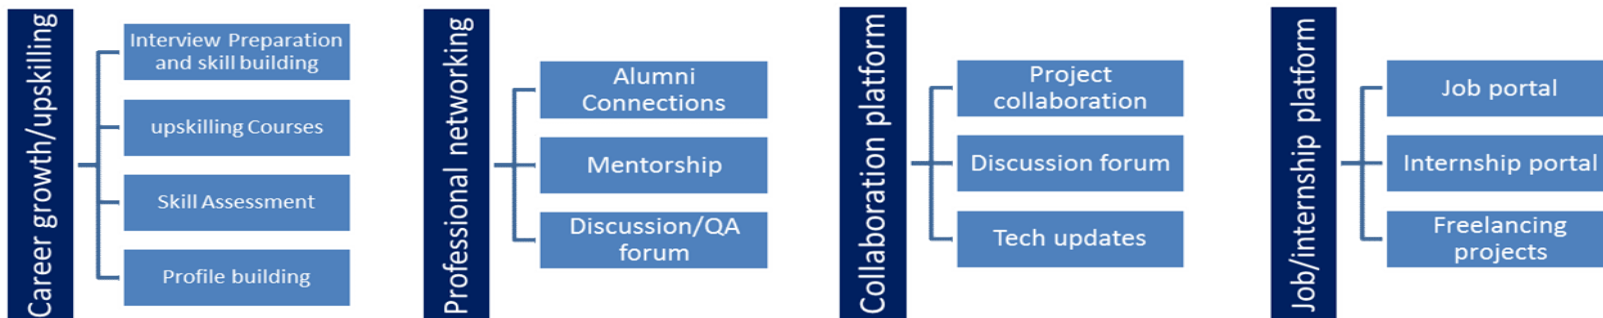 Career growth/upskilling
Interview Preparation
and skill building
upskilling Courses
Skill Assessment
Profile building
Professional networking
Alumni
Connections
Mentorship
Discussion/QA
forum
Collaboration platform
Project
collaboration
Discussion forum
Tech updates
Job/internship platform
Job portal
Internship portal
Freelancing
projects